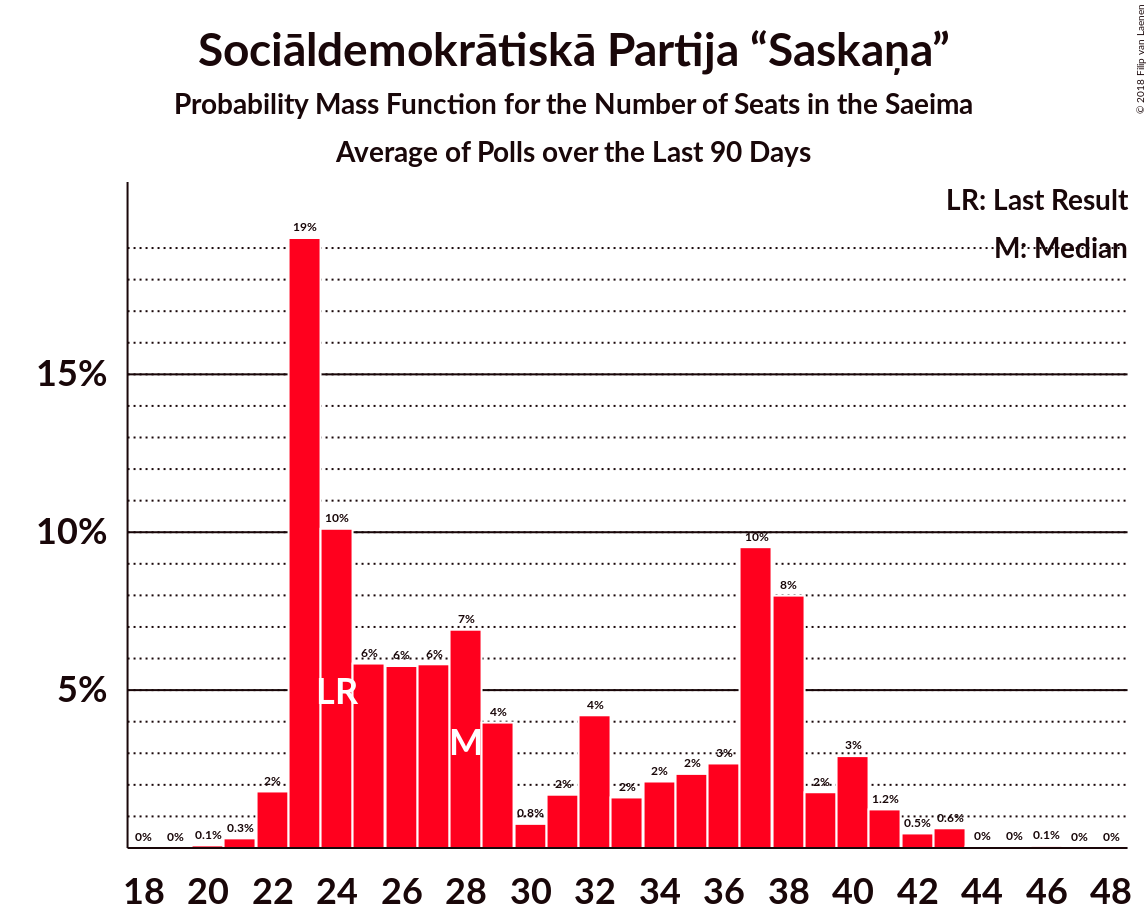 Sociāldemokrātiskā Partija “Saskaņa”
Probability Mass Function for the Number of Seats in the Saeima
Average of Polls over the Last 90 Days
© 2018 Filip van Laenen
LR: Last Result
M: Median
15%
10%
5%
0% 0% 0.1% 0.3% 2% 19% 10% 6% 6% 6% 7% 4% 0.8% 2% 4% 2% 2% 2% 3% 10% 8% 2% 3% 1.2% 0.5% 0.6% 0% 0% 0.1% 0% 0%
LR
M
18 20 22 24 26 28 30 32 34 36 38 40 42 44 46 48